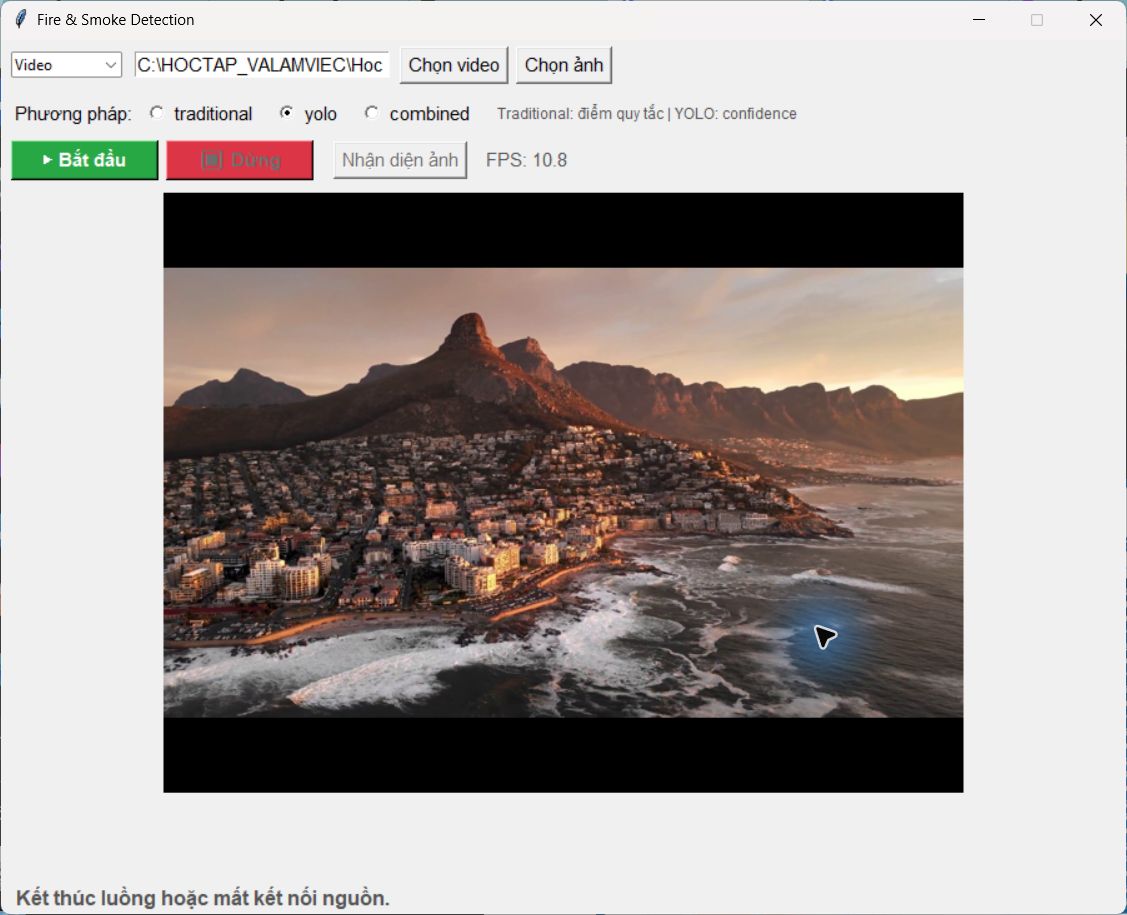 Fire & Smoke Detection
Video C:\HOCTAP_VALAMVIEC\Hoc Chọn video Chọn ảnh
Phương pháp: traditional yolo combined Traditional: điểm quy tắc | YOLO: confidence
Bắt đầu Dừng Nhận diện ảnh FPS: 10.8
Kết thúc luồng hoặc mất kết nối nguồn.